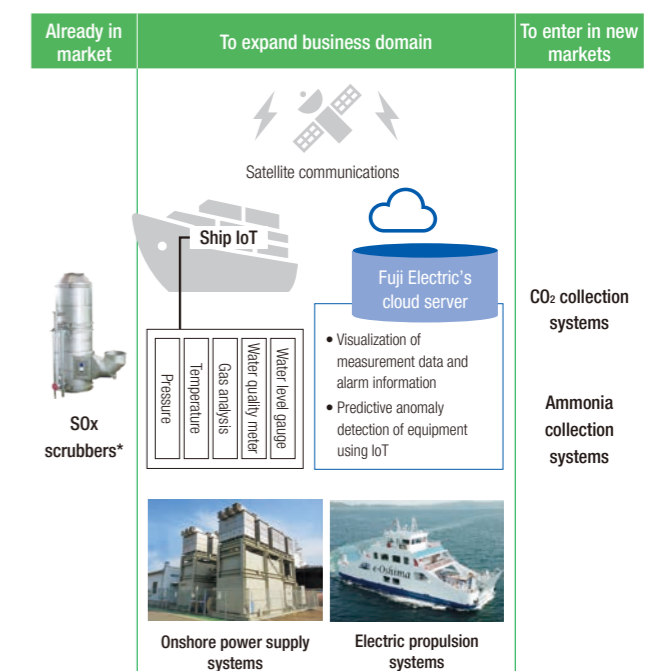 Already in
market
To expand business domain
To enter in new
markets
Satellite communications
Ship IoT
Fuji Electric's
cloud server
Pressure
Temperature
Gas analysis
Water quality meter
Water level gauge
• Visualization of
measurement data and
alarm information
• Predictive anomaly
detection of equipment
using IoT
SOx
scrubbers*
CO₂ collection
systems
Ammonia
collection
systems
e-Oshima
Onshore power supply
systems
Electric propulsion
systems